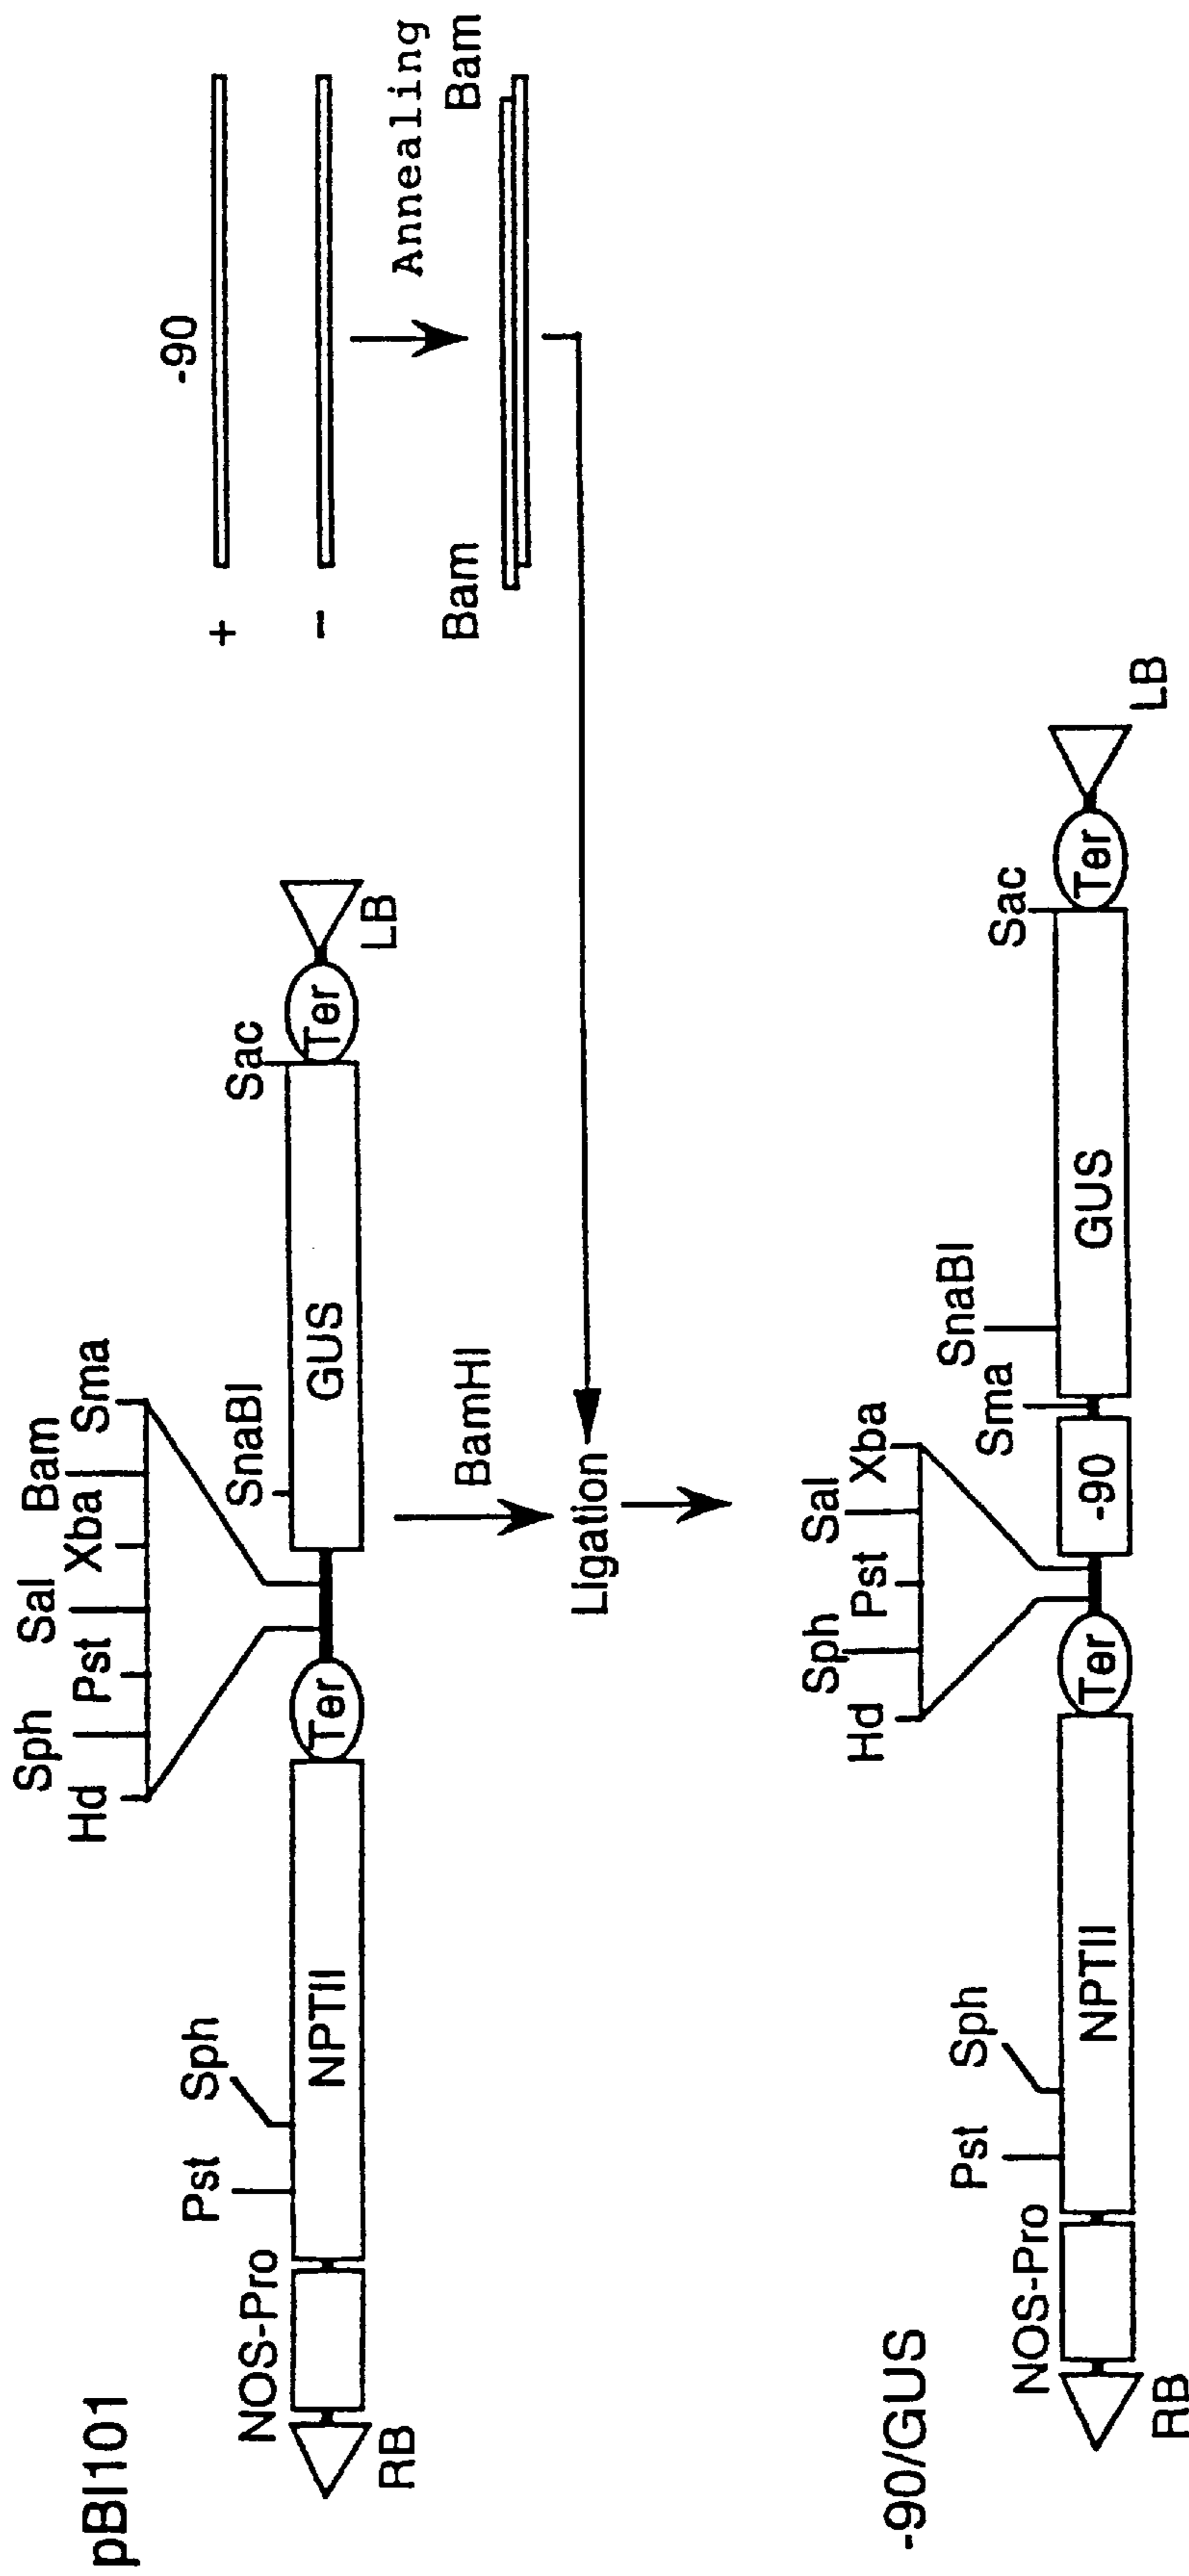 pBI101
Sph Sal Bam
Hd Pst Xba Sma
Pst Sph SnaBI Sac
NOS-Pro
NPTII Ter GUS Ter
RB LB
-90
+
-
Annealing
Bam Bam
BamHI
Ligation
-90/GUS
Sph Sal
Hd Pst Xba
Pst Sph Sma SnaBI Sac
NOS-Pro
NPTII Ter -90 GUS Ter
RB LB